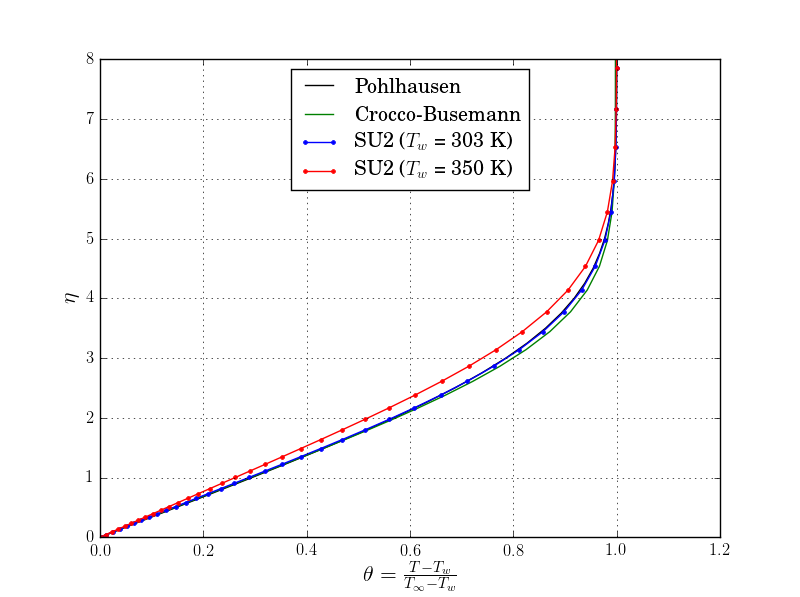 8
7
6
5
4
3
2
1
0
η
Pohlhausen
Crocco-Busemann
SU2 (T_w = 303 K)
SU2 (T_w = 350 K)
0.0 0.2 0.4 0.6 0.8 1.0 1.2
θ = \frac{T-T_w}{T_∞-T_w}